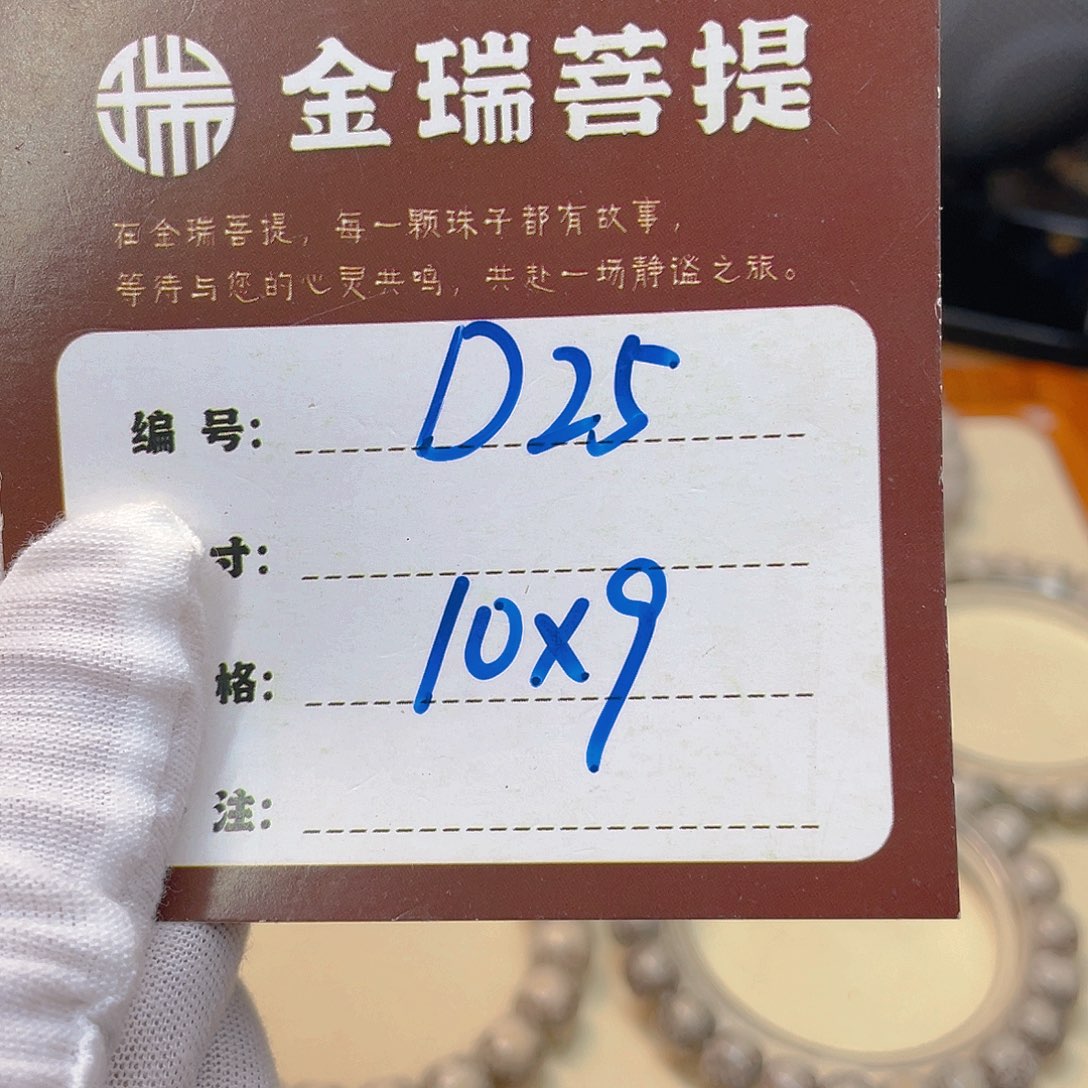 瑞 金瑞菩提
在金瑞菩提，每一颗珠子都有故事，
等待与您的心灵共鸣，共赴一场静谧之旅。
编 号： D25
寸：
格： 10x9
注：